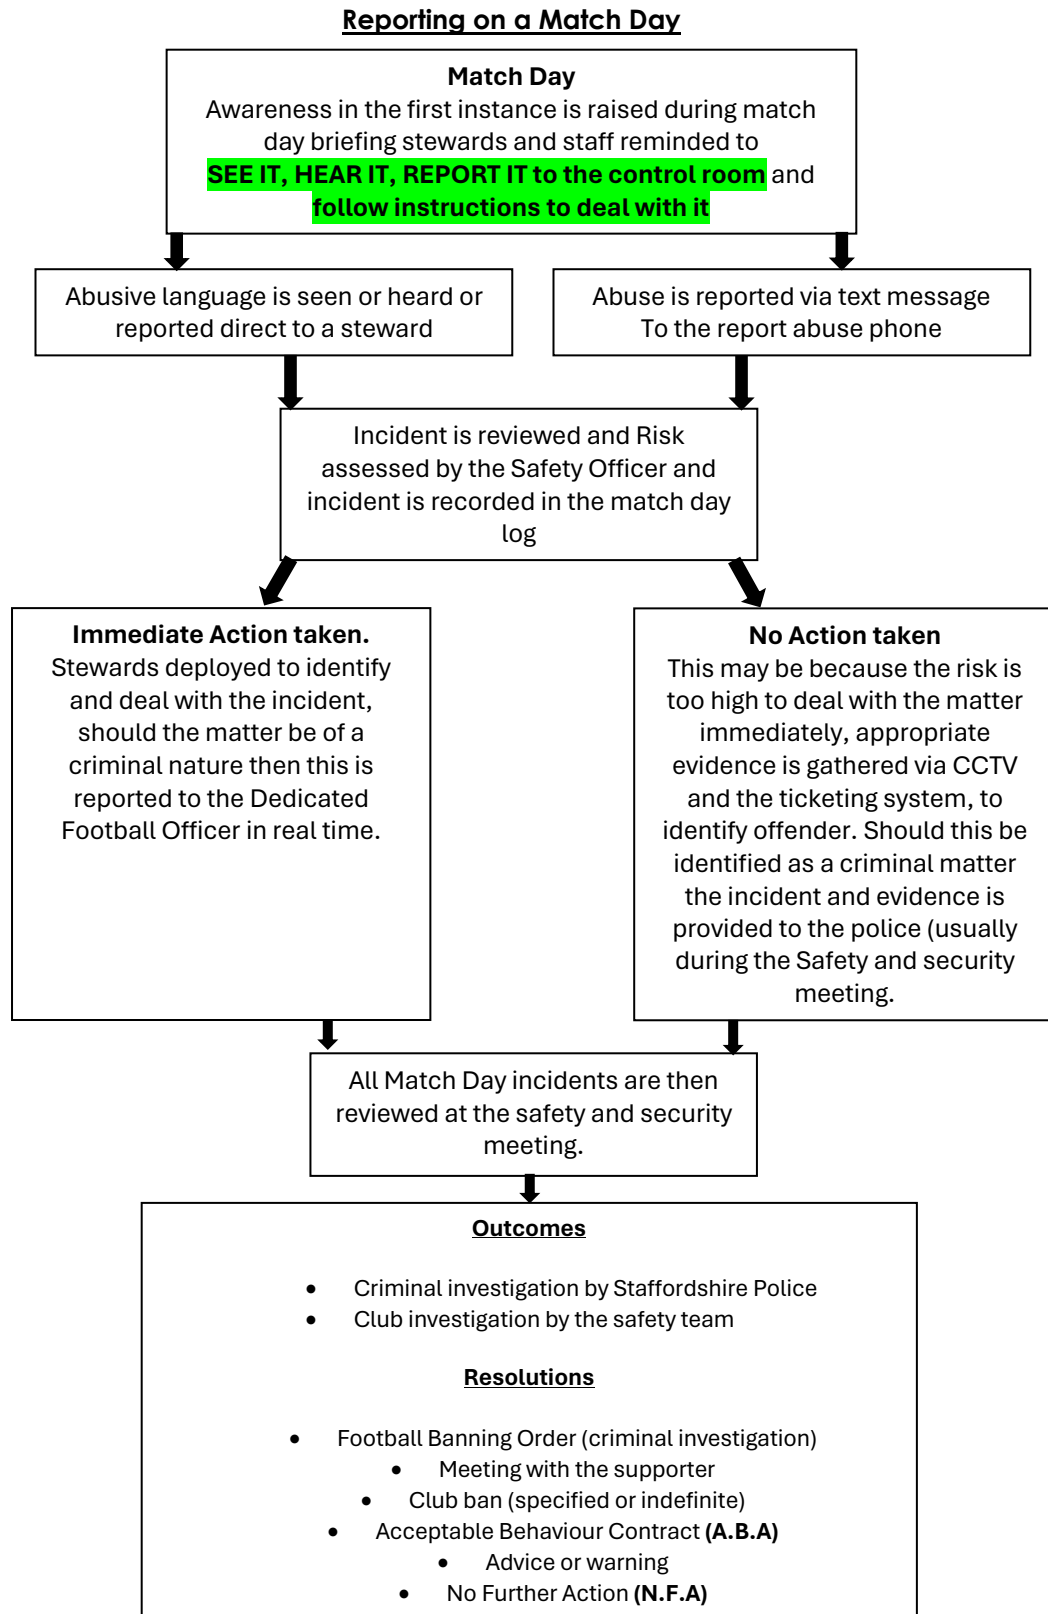 Reporting on a Match Day
Match Day
Awareness in the first instance is raised during match
day briefing stewards and staff reminded to
SEE IT, HEAR IT, REPORT IT to the control room and
follow instructions to deal with it
Abusive language is seen or heard or
reported direct to a steward
Abuse is reported via text message
To the report abuse phone
Incident is reviewed and Risk
assessed by the Safety Officer and
incident is recorded in the match day
log
Immediate Action taken.
Stewards deployed to identify
and deal with the incident,
should the matter be of a
criminal nature then this is
reported to the Dedicated
Football Officer in real time.
No Action taken
This may be because the risk is
too high to deal with the matter
immediately, appropriate
evidence is gathered via CCTV
and the ticketing system, to
identify offender. Should this be
identified as a criminal matter
the incident and evidence is
provided to the police (usually
during the Safety and security
meeting.
All Match Day incidents are then
reviewed at the safety and security
meeting.
Outcomes
• Criminal investigation by Staffordshire Police
• Club investigation by the safety team
Resolutions
• Football Banning Order (criminal investigation)
• Meeting with the supporter
• Club ban (specified or indefinite)
• Acceptable Behaviour Contract (A.B.A)
• Advice or warning
• No Further Action (N.F.A)